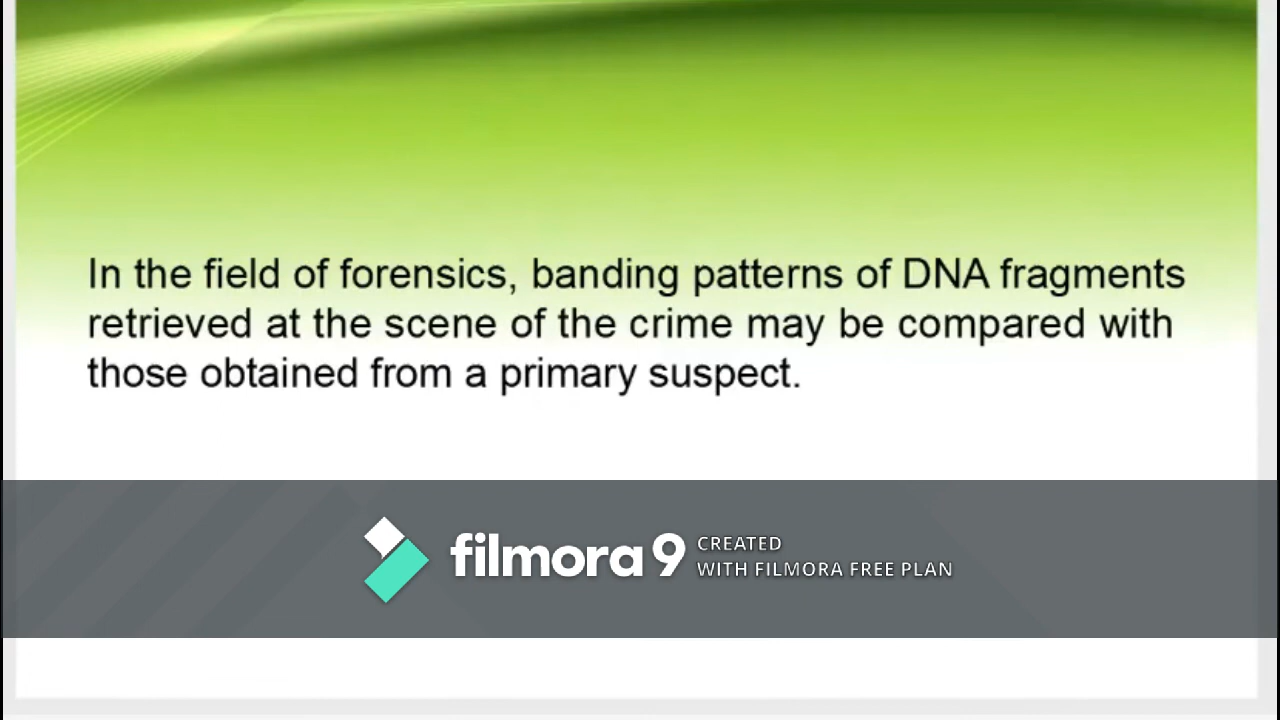 In the field of forensics, banding patterns of DNA fragments
retrieved at the scene of the crime may be compared with
those obtained from a primary suspect.
filmora 9
CREATED
WITH FILMORA FREE PLAN